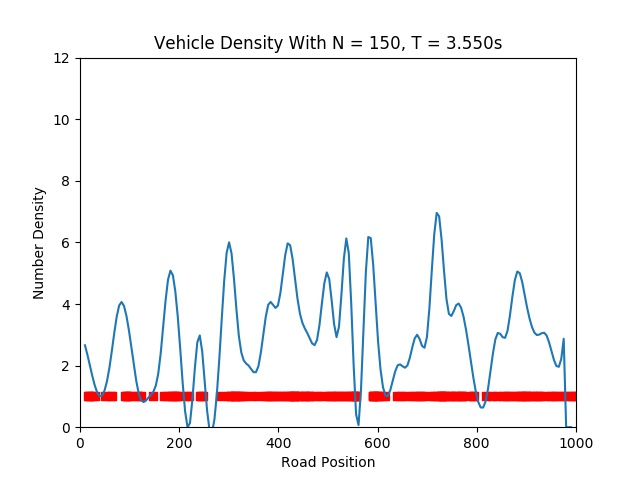 Vehicle Density With N = 150, T = 3.550s
12
10
8
6
4
2
0
Number Density
0 200 400 600 800 1000
Road Position